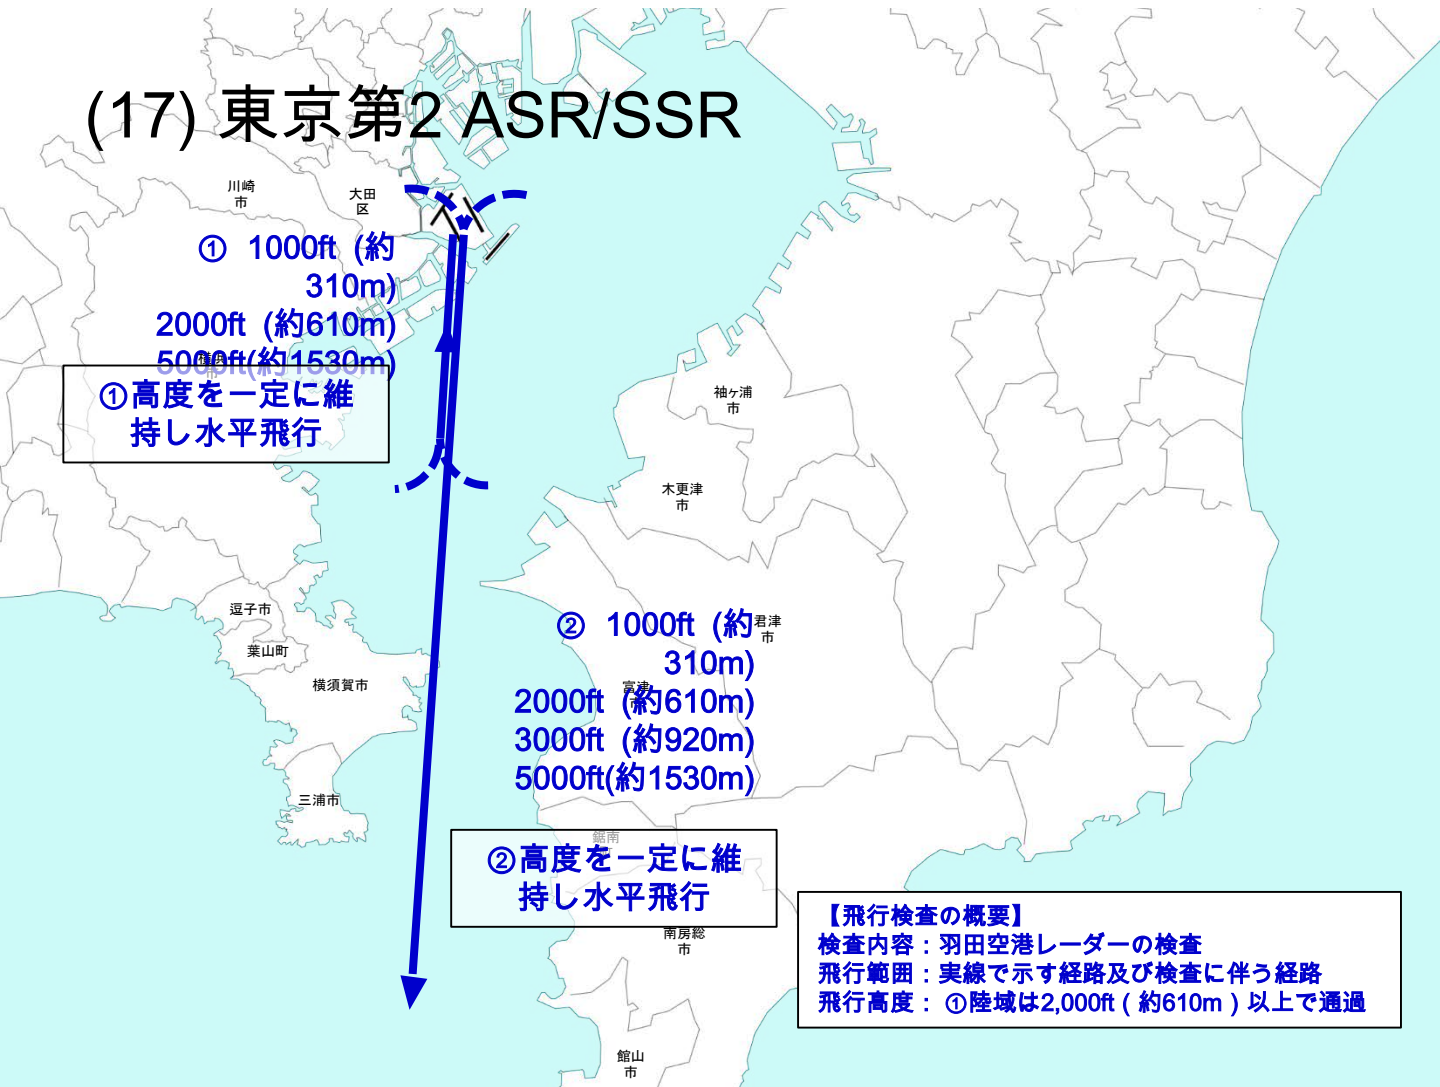 (17) 東京第2 ASR/SSR
川崎
市
大田
区
① 1000ft (約
310m)
2000ft (約610m)
5000ft(約1530m)
横浜
市
①高度を一定に維
持し水平飛行
袖ヶ浦
市
木更津
市
逗子市
葉山町
横須賀市
三浦市
② 1000ft (約
310m)
2000ft (約610m)
3000ft (約920m)
5000ft(約1530m)
君津
市
富津
市
鋸南
②高度を一定に維
持し水平飛行
南房総
市
館山
市
【飛行検査の概要】
検査内容：羽田空港レーダーの検査
飛行範囲：実線で示す経路及び検査に伴う経路
飛行高度： ①陸域は2,000ft ( 約610m ) 以上で通過